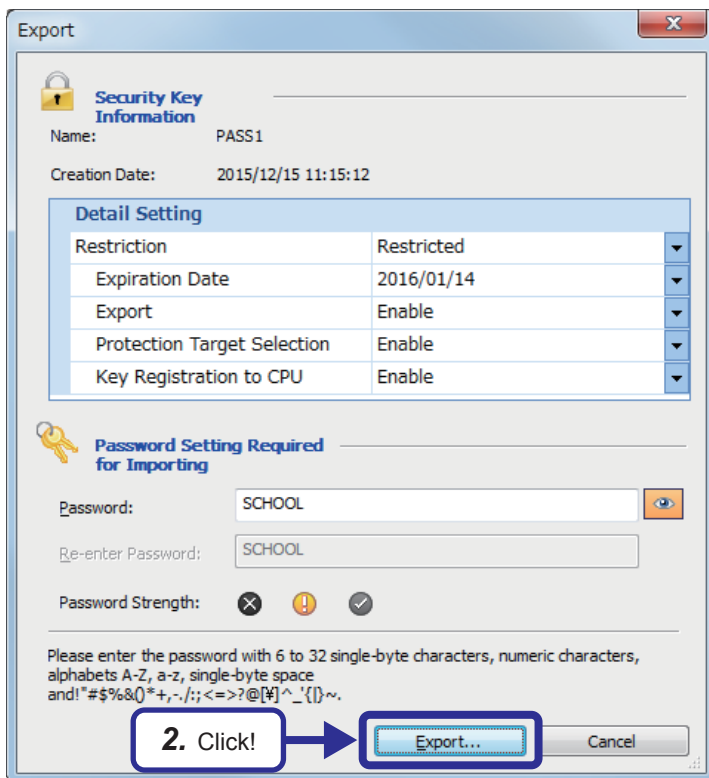 Export
Security Key
Information
Name: PASS1
Creation Date: 2015/12/15 11:15:12
Detail Setting
Restriction Restricted
Expiration Date 2016/01/14
Export Enable
Protection Target Selection Enable
Key Registration to CPU Enable
Password Setting Required
for Importing
Password: SCHOOL
Re-enter Password: SCHOOL
Password Strength:
Please enter the password with 6 to 32 single-byte characters, numeric characters,
alphabets A-Z, a-z, single-byte space
and!"#$%&()*+,-./:;<=>?@[¥]^_'{|}~.
2. Click!
Export... Cancel